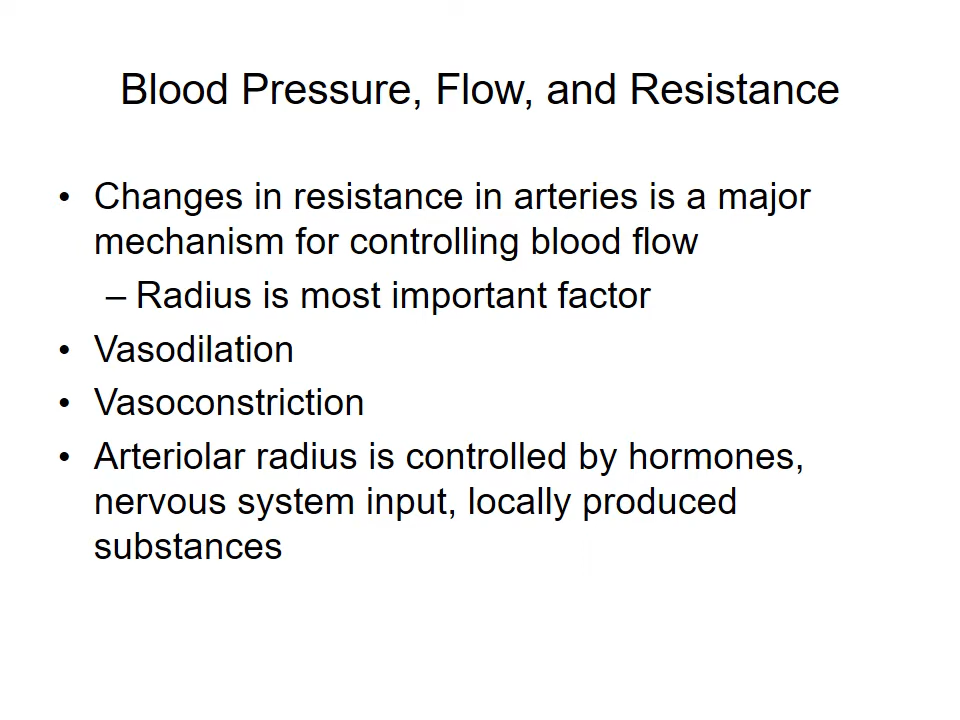 Blood Pressure, Flow, and Resistance
• Changes in resistance in arteries is a major
mechanism for controlling blood flow
– Radius is most important factor
• Vasodilation
• Vasoconstriction
• Arteriolar radius is controlled by hormones,
nervous system input, locally produced
substances